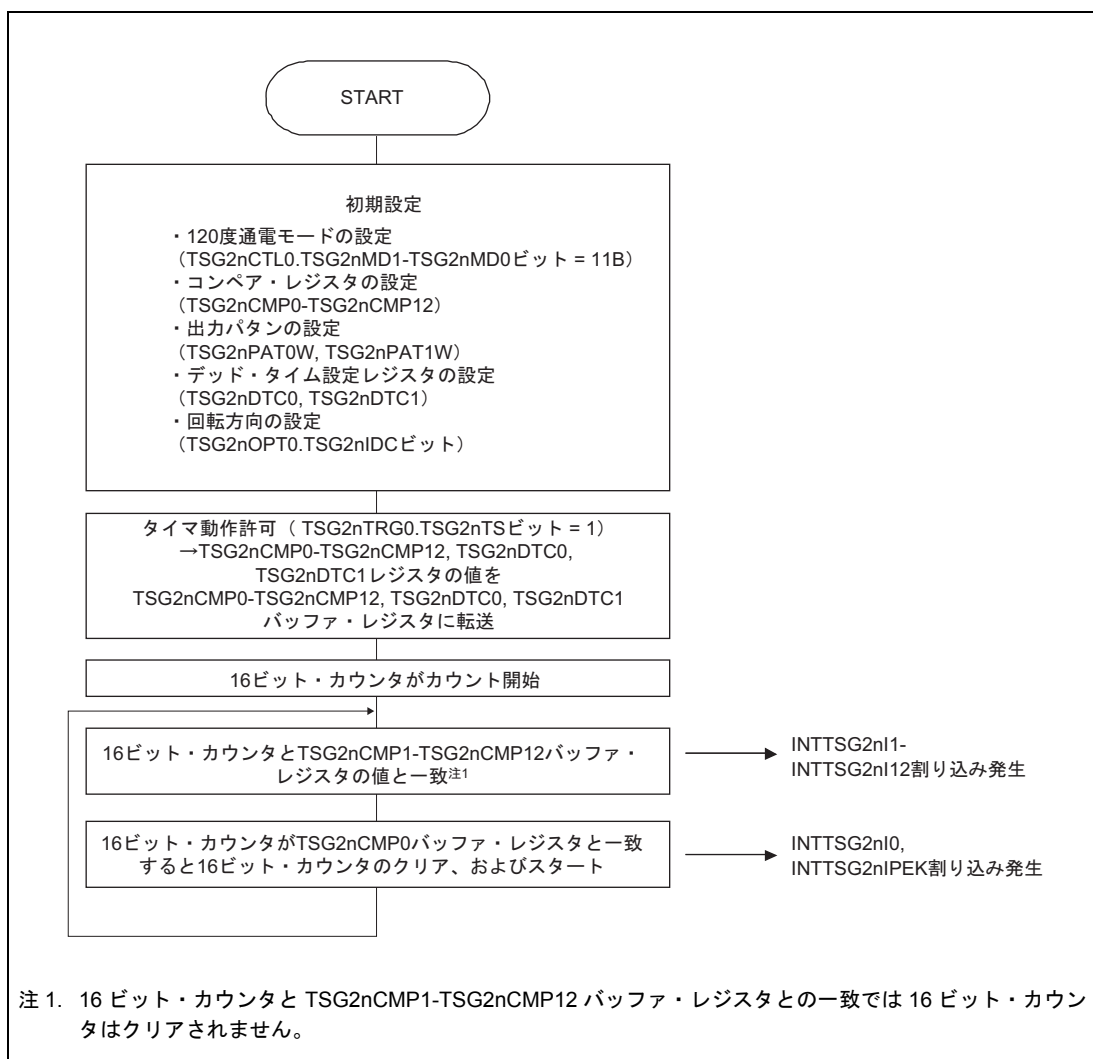 START
初期設定
・120度通電モードの設定
（TSG2nCTL0.TSG2nMD1-TSG2nMD0ビット = 11B）
・コンペア・レジスタの設定
（TSG2nCMP0-TSG2nCMP12）
・出力パタンの設定
（TSG2nPAT0W, TSG2nPAT1W）
・デッド・タイム設定レジスタの設定
（TSG2nDTC0, TSG2nDTC1）
・回転方向の設定
（TSG2nOPT0.TSG2nIDCビット）
タイマ動作許可（ TSG2nTRG0.TSG2nTSビット = 1）
→TSG2nCMP0-TSG2nCMP12, TSG2nDTC0,
TSG2nDTC1レジスタの値を
TSG2nCMP0-TSG2nCMP12, TSG2nDTC0, TSG2nDTC1
バッファ・レジスタに転送
16ビット・カウンタがカウント開始
16ビット・カウンタとTSG2nCMP1-TSG2nCMP12バッファ・
レジスタの値と一致注1
INTTSG2nI1-
INTTSG2nI12割り込み発生
16ビット・カウンタがTSG2nCMP0バッファ・レジスタと一致
すると16ビット・カウンタのクリア、およびスタート
INTTSG2nI0,
INTTSG2nIPEK割り込み発生
注 1. 16 ビット・カウンタと TSG2nCMP1-TSG2nCMP12 バッファ・レジスタとの一致では 16 ビット・カウン
タはクリアされません。